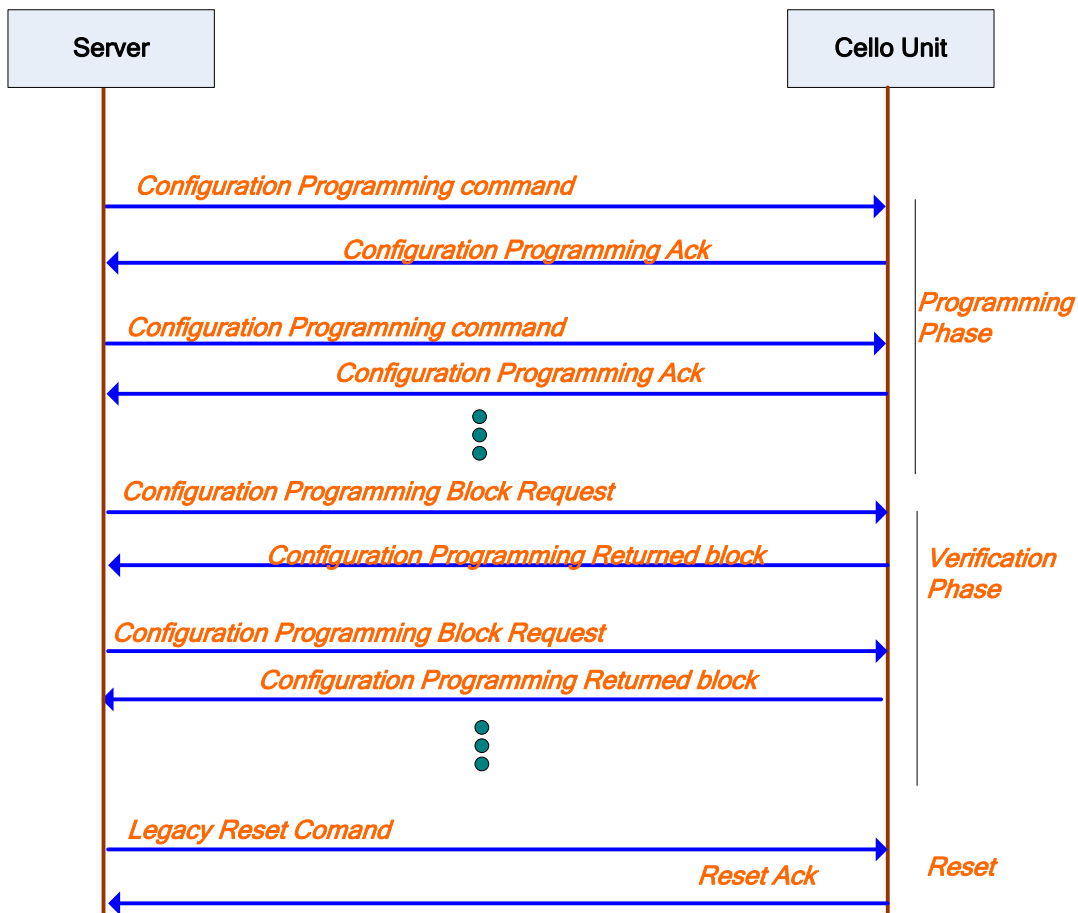 Server
Cello Unit
Configuration Programming command
Configuration Programming Ack
Programming
Phase
Configuration Programming command
Configuration Programming Ack
Configuration Programming Block Request
Configuration Programming Returned block
Verification
Phase
Configuration Programming Block Request
Configuration Programming Returned block
Legacy Reset Comand
Reset
Reset Ack